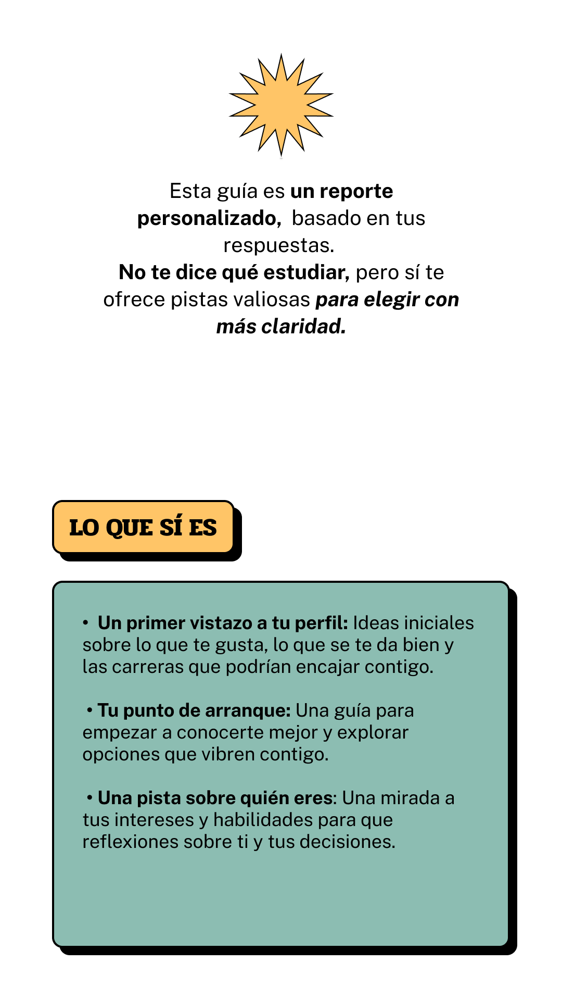 Esta guía es un reporte
personalizado,  basado en tus
respuestas.
No te dice qué estudiar, pero sí te
ofrece pistas valiosas para elegir con
más claridad.
LO QUE SÍ ES
•  Un primer vistazo a tu perfil: Ideas iniciales
sobre lo que te gusta, lo que se te da bien y
las carreras que podrían encajar contigo.
• Tu punto de arranque: Una guía para
empezar a conocerte mejor y explorar
opciones que vibren contigo.
• Una pista sobre quién eres: Una mirada a
tus intereses y habilidades para que
reflexiones sobre ti y tus decisiones.